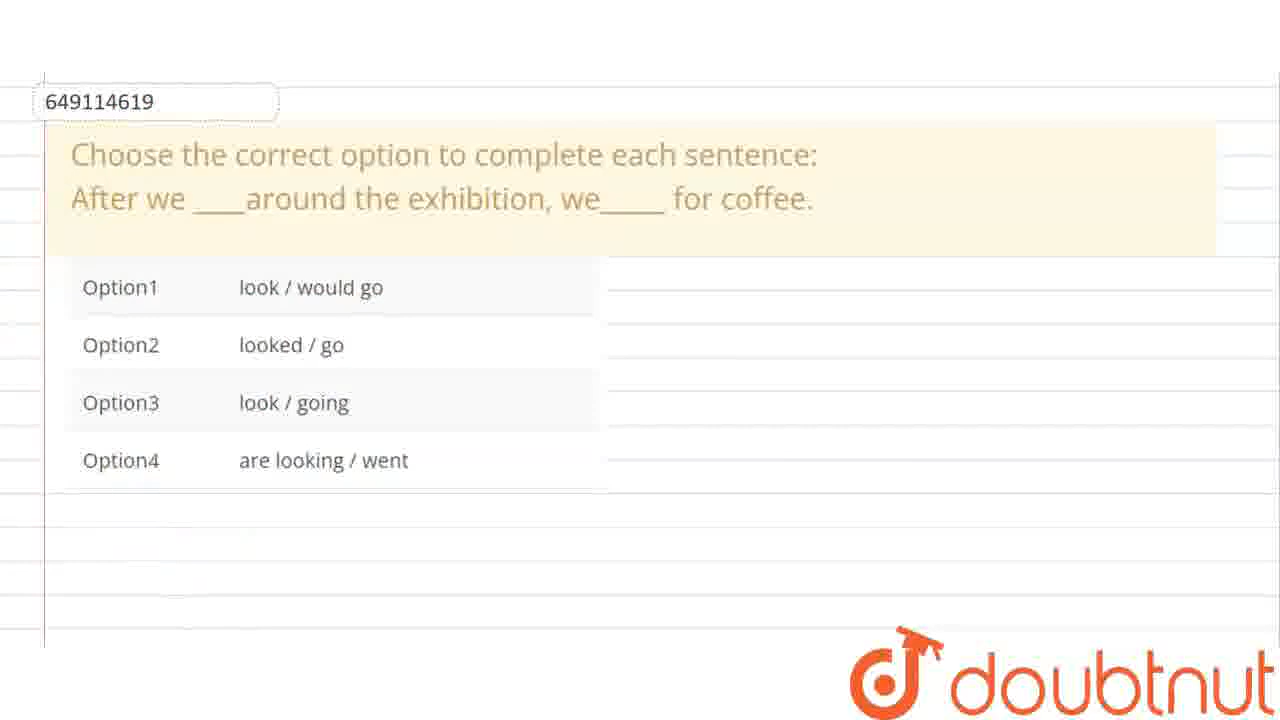 649114619
Choose the correct option to complete each sentence:
After we ____around the exhibition, we_____ for coffee.
Option1 look / would go
Option2 looked / go
Option3 look / going
Option4 are looking / went
doubtnut